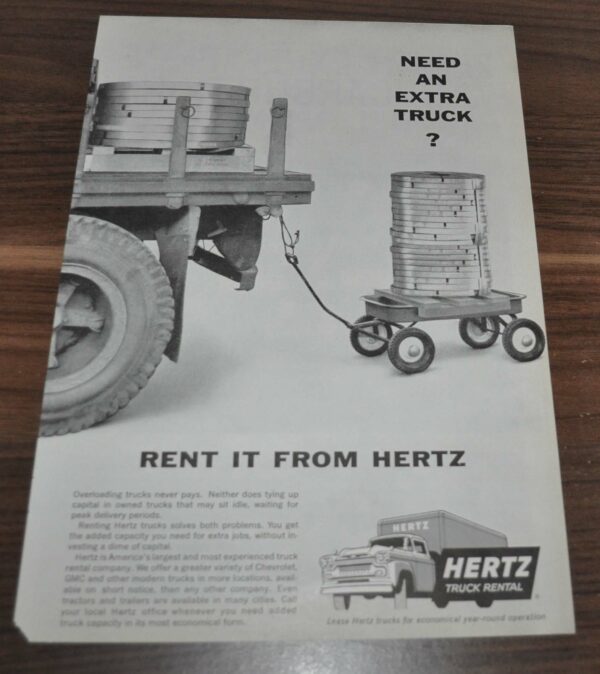 NEED
AN
EXTRA
TRUCK
?
RENT IT FROM HERTZ
Overloading trucks never pays. Neither does tying up
capital in owned trucks that may sit idle, waiting for
peak delivery periods.
Renting Hertz trucks solves both problems. You get
the added capacity you need for extra jobs, without in-
vesting a dime of capital.
Hertz is America's largest and most experienced truck
rental company. We offer a greater variety of Chevrolet,
GMC and other modern trucks in more locations, avail-
able on short notice, than any other company. Even
tractors and trailers are available in many cities. Call
your local Hertz office whenever you need added
truck capacity in its most economical form.
HERTZ
HERTZ
TRUCK RENTAL
Lease Hertz trucks for economical year-round operation